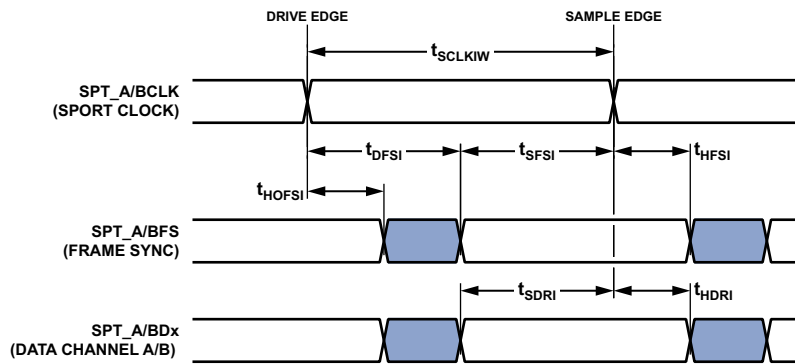 DRIVE EDGE
SAMPLE EDGE
tSCLKIW
SPT_A/BCLK
(SPORT CLOCK)
tDFSI
tSFSI
tHFSI
tHOFSI
SPT_A/BFS
(FRAME SYNC)
tSDRI
tHDRI
SPT_A/BDx
(DATA CHANNEL A/B)